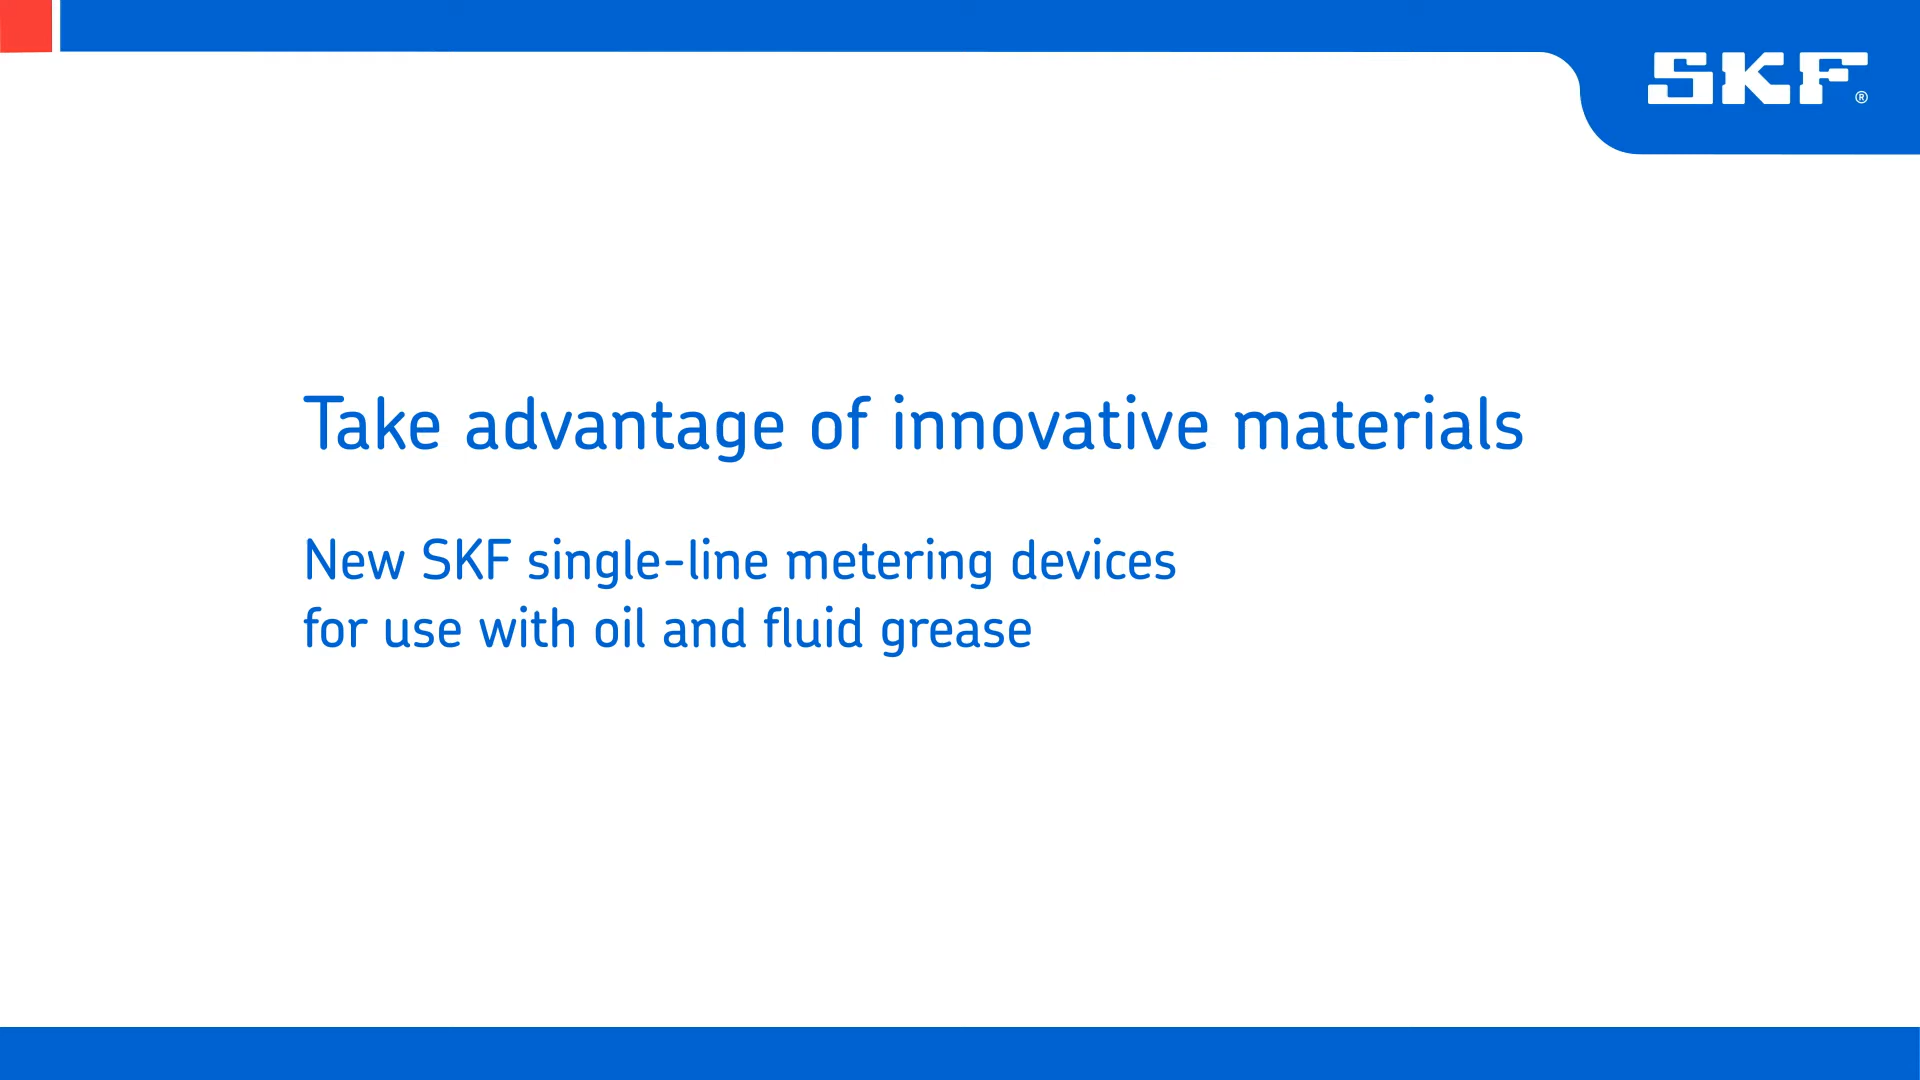 SKF®
Take advantage of innovative materials
New SKF single-line metering devices
for use with oil and fluid grease